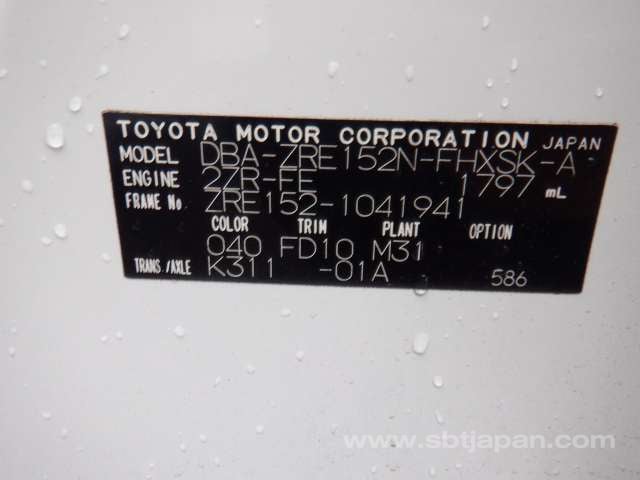 TOYOTA MOTOR CORPORATION JAPAN
MODEL DBA-ZRE152N-FHXSK-A
ENGINE 2ZR-FE 1797 mL
FRAME No ZRE152-1041941
COLOR TRIM PLANT OPTION
040 FD10 M31
TRANS./AXLE K311 -01A 586
www.sbtjapan.com